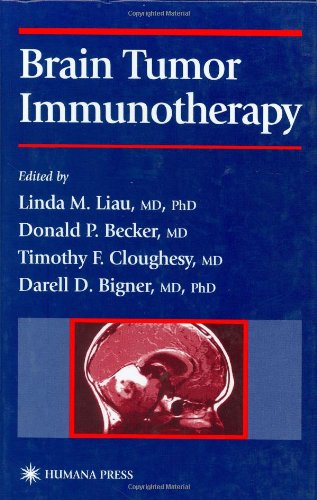 Brain Tumor
Immunotherapy
Edited by
Linda M. Liau, MD, PhD
Donald P. Becker, MD
Timothy F. Cloughesy, MD
Darell D. Bigner, MD, PhD
HUMANA PRESS